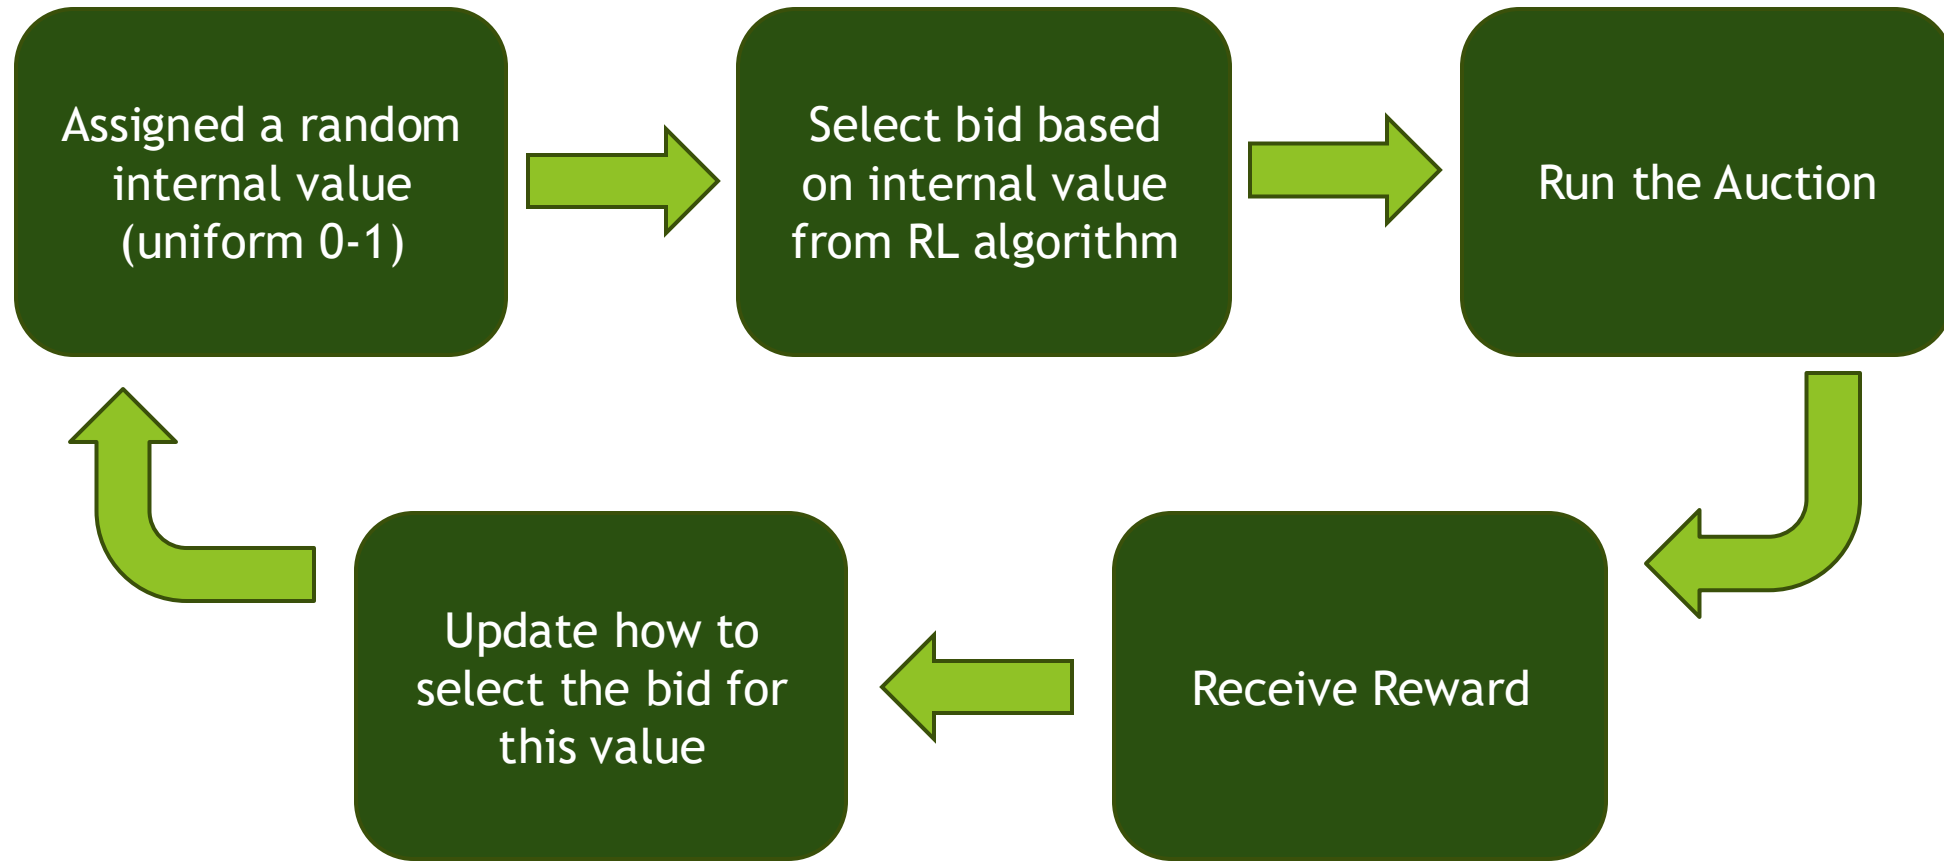 Assigned a random
internal value
(uniform 0-1)
Select bid based
on internal value
from RL algorithm
Run the Auction
Receive Reward
Update how to
select the bid for
this value